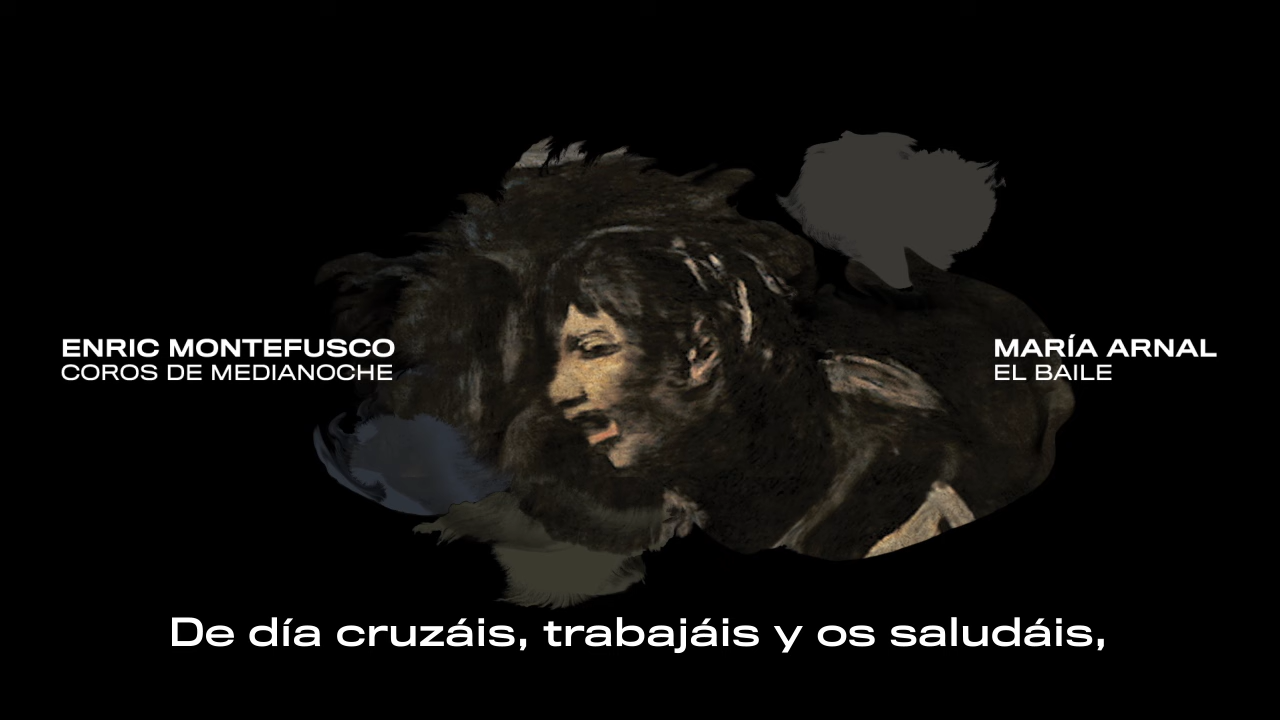 ENRIC MONTEFUSCO
COROS DE MEDIANOCHE
MARÍA ARNAL
EL BAILE
De día cruzáis, trabajáis y os saludáis,